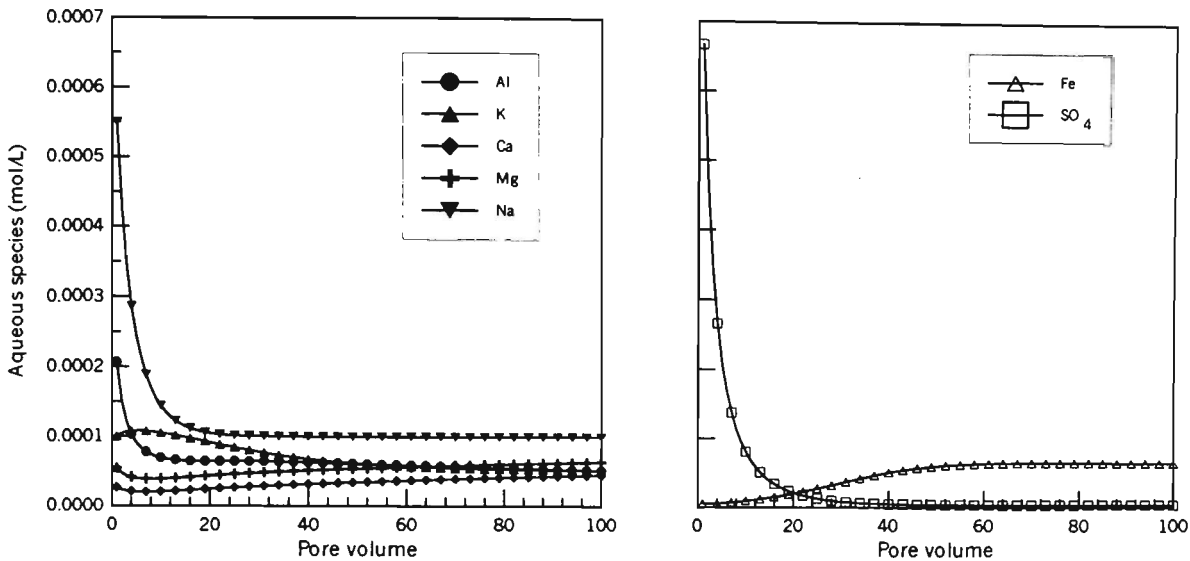 Aqueous species (mol/L)
0.0007
0.0006
0.0005
0.0004
0.0003
0.0002
0.0001
0.0000
0 20 40 60 80 100
Pore volume
Al
K
Ca
Mg
Na
0 20 40 60 80 100
Pore volume
Fe
SO4